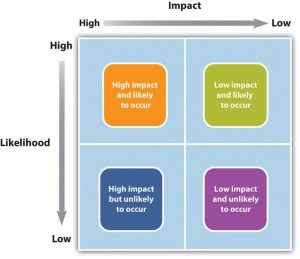 Impact
High
Low
High
Likelihood
Low
High impact
and likely
to occur
Low impact
and likely
to occur
High impact
but unlikely
to occur
Low impact
and unlikely
to occur